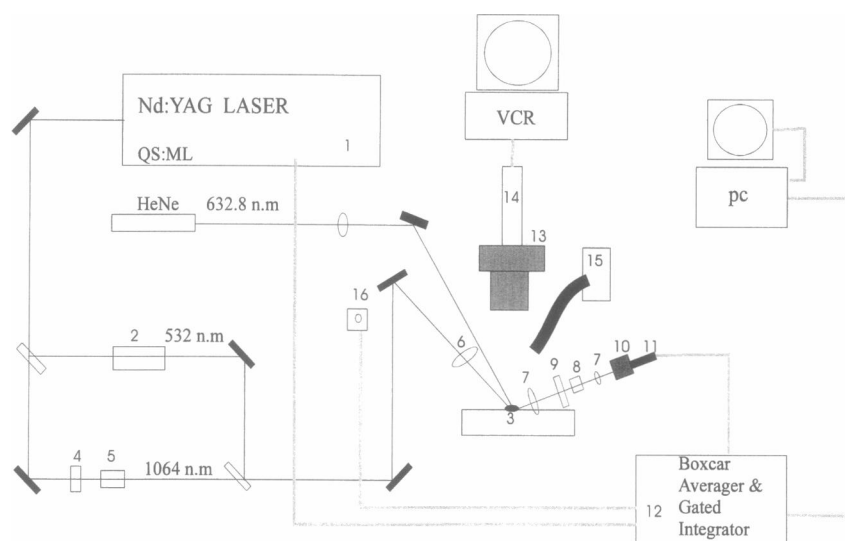 Nd:YAG LASER
QS:ML
1
HeNe
632.8 n.m
VCR
14
13
15
pc
16
2
532 n.m
6
7
9
8
7
10
11
3
4
5
1064 n.m
12
Boxcar
Averager &
Gated
Integrator